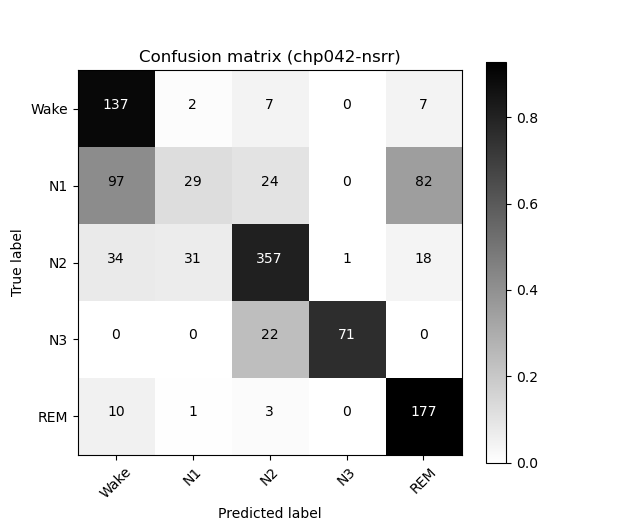 Confusion matrix (chp042-nsrr)
Wake 137 2 7 0 7
N1 97 29 24 0 82
N2 34 31 357 1 18
N3 0 0 22 71 0
REM 10 1 3 0 177
Wake N1 N2 N3 REM
Predicted label
True label
0.8
0.6
0.4
0.2
0.0